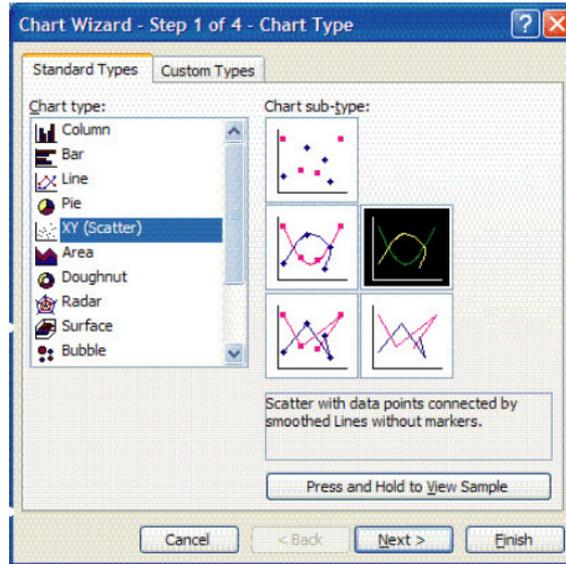 Chart Wizard - Step 1 of 4 - Chart Type
Standard Types Custom Types
Chart type:
Column
Bar
Line
Pie
XY (Scatter)
Area
Doughnut
Radar
Surface
Bubble
Chart sub-type:
Scatter with data points connected by
smoothed Lines without markers.
Press and Hold to View Sample
Cancel < Back Next > Finish